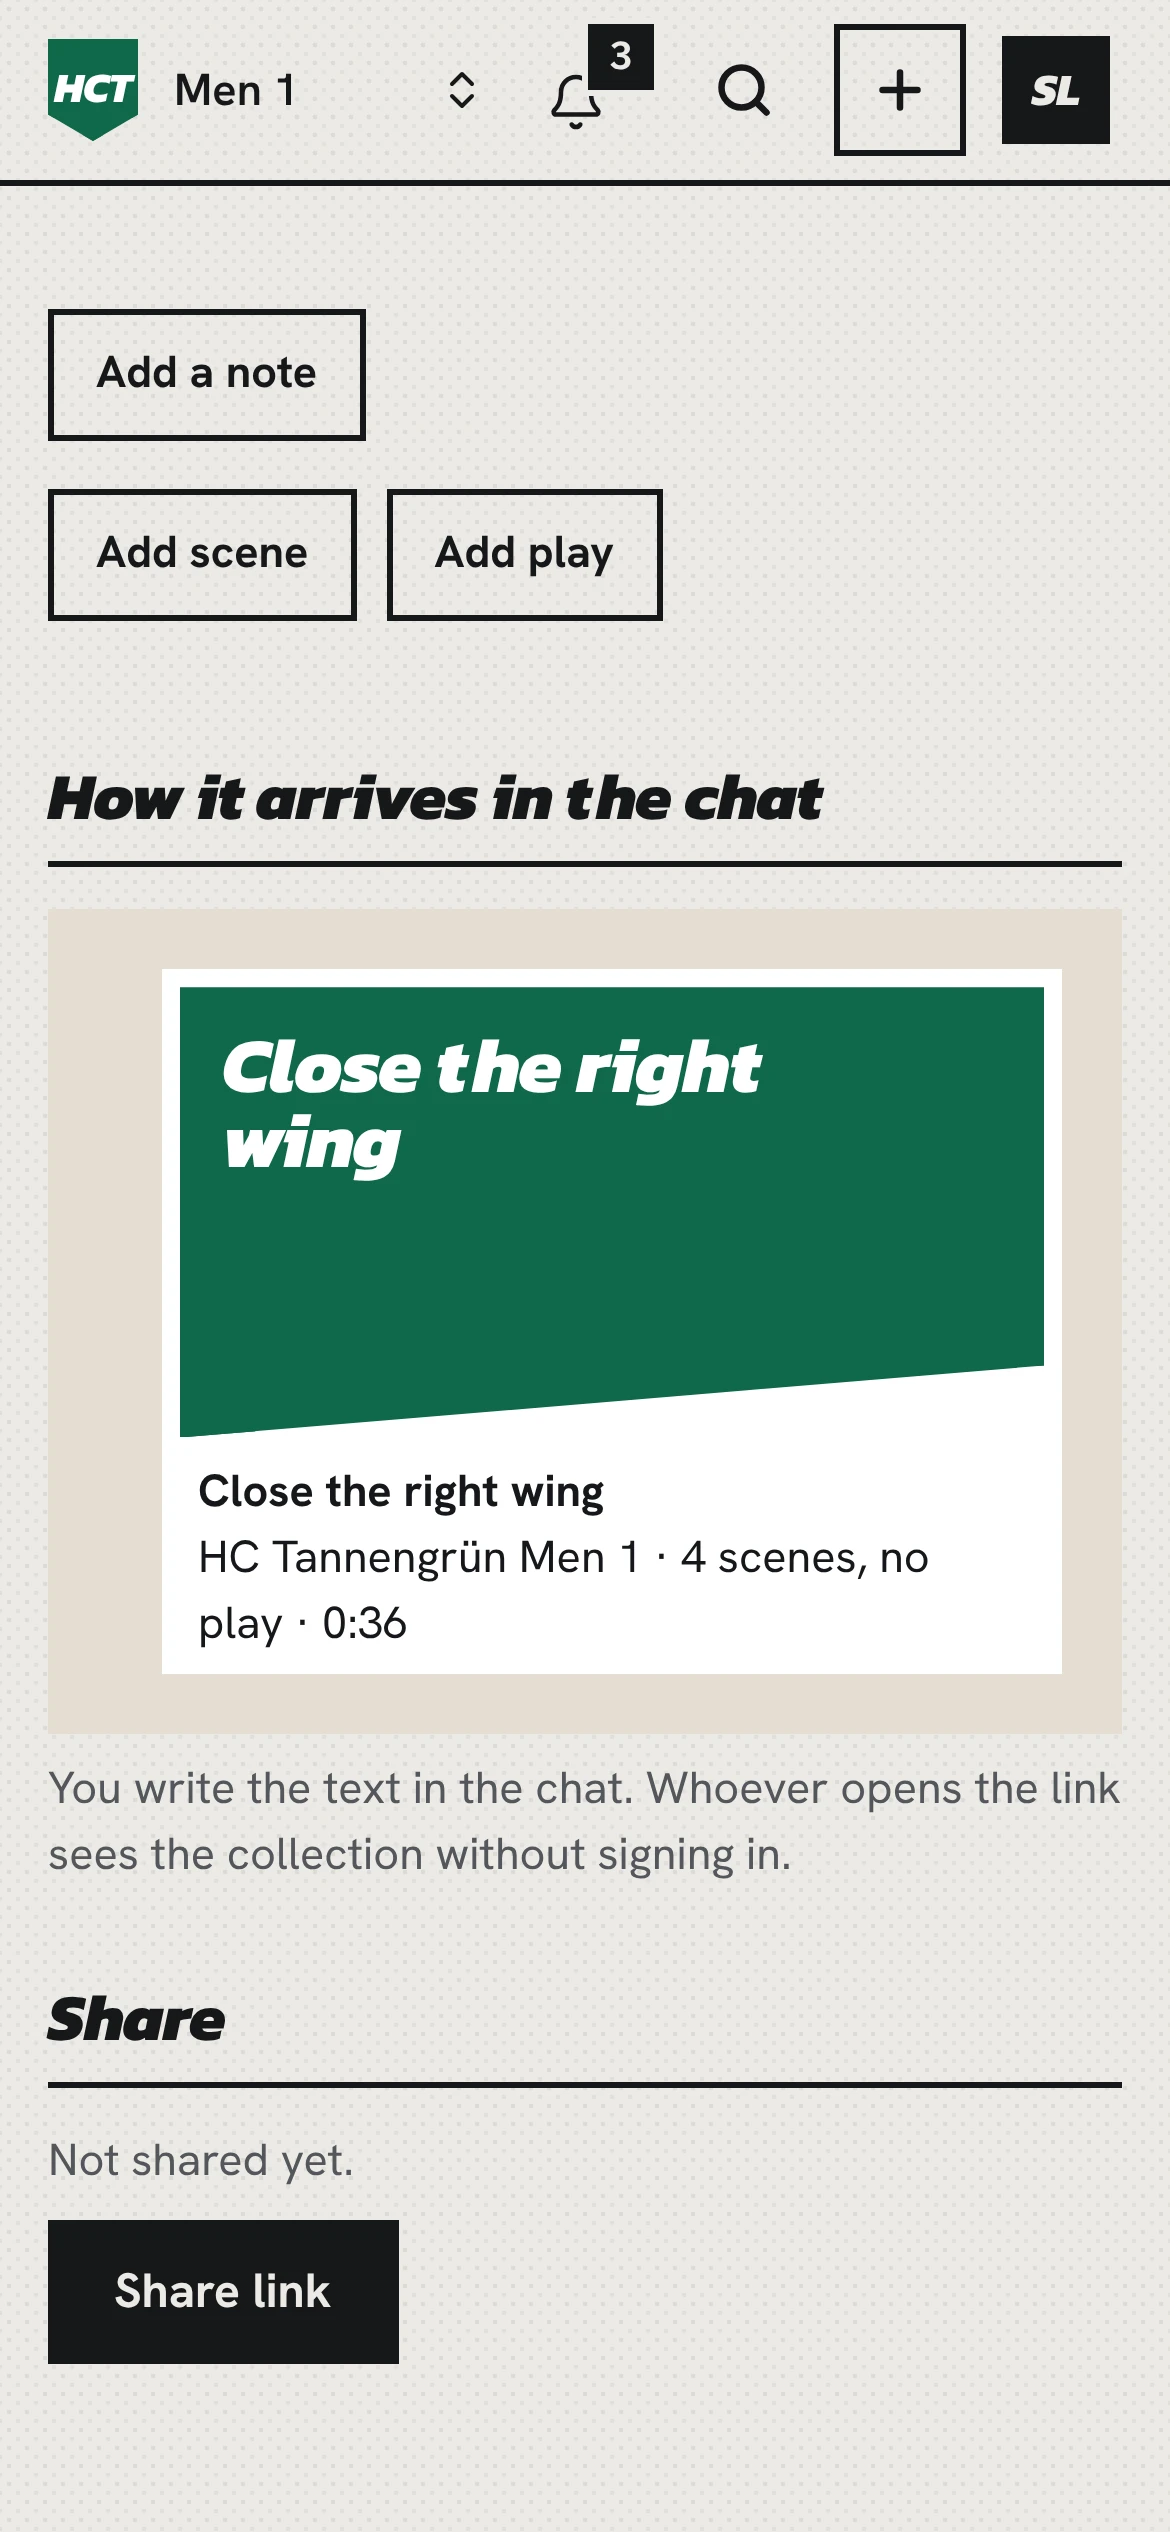 HCT
Men 1
3
SL
Add a note
Add scene
Add play
How it arrives in the chat
Close the right
wing
Close the right wing
HC Tannengrün Men 1 · 4 scenes, no
play · 0:36
You write the text in the chat. Whoever opens the link
sees the collection without signing in.
Share
Not shared yet.
Share link